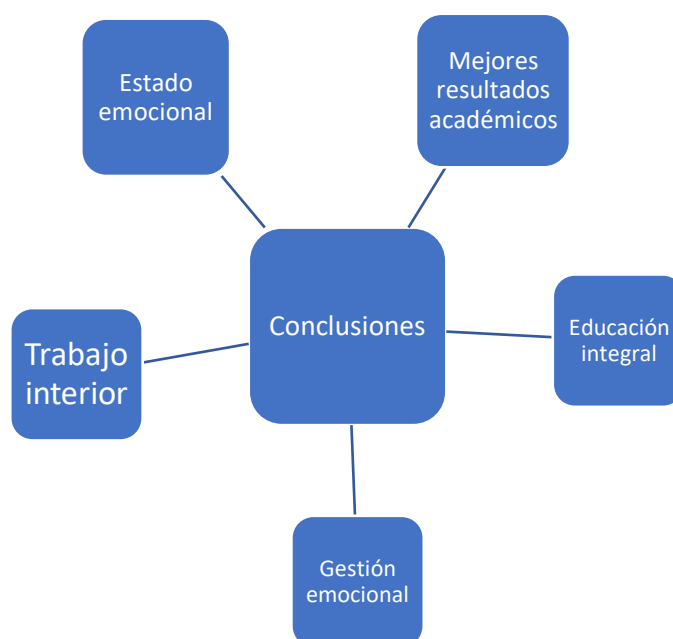 Estado
emocional
Mejores
resultados
académicos
Conclusiones
Educación
integral
Trabajo
interior
Gestión
emocional